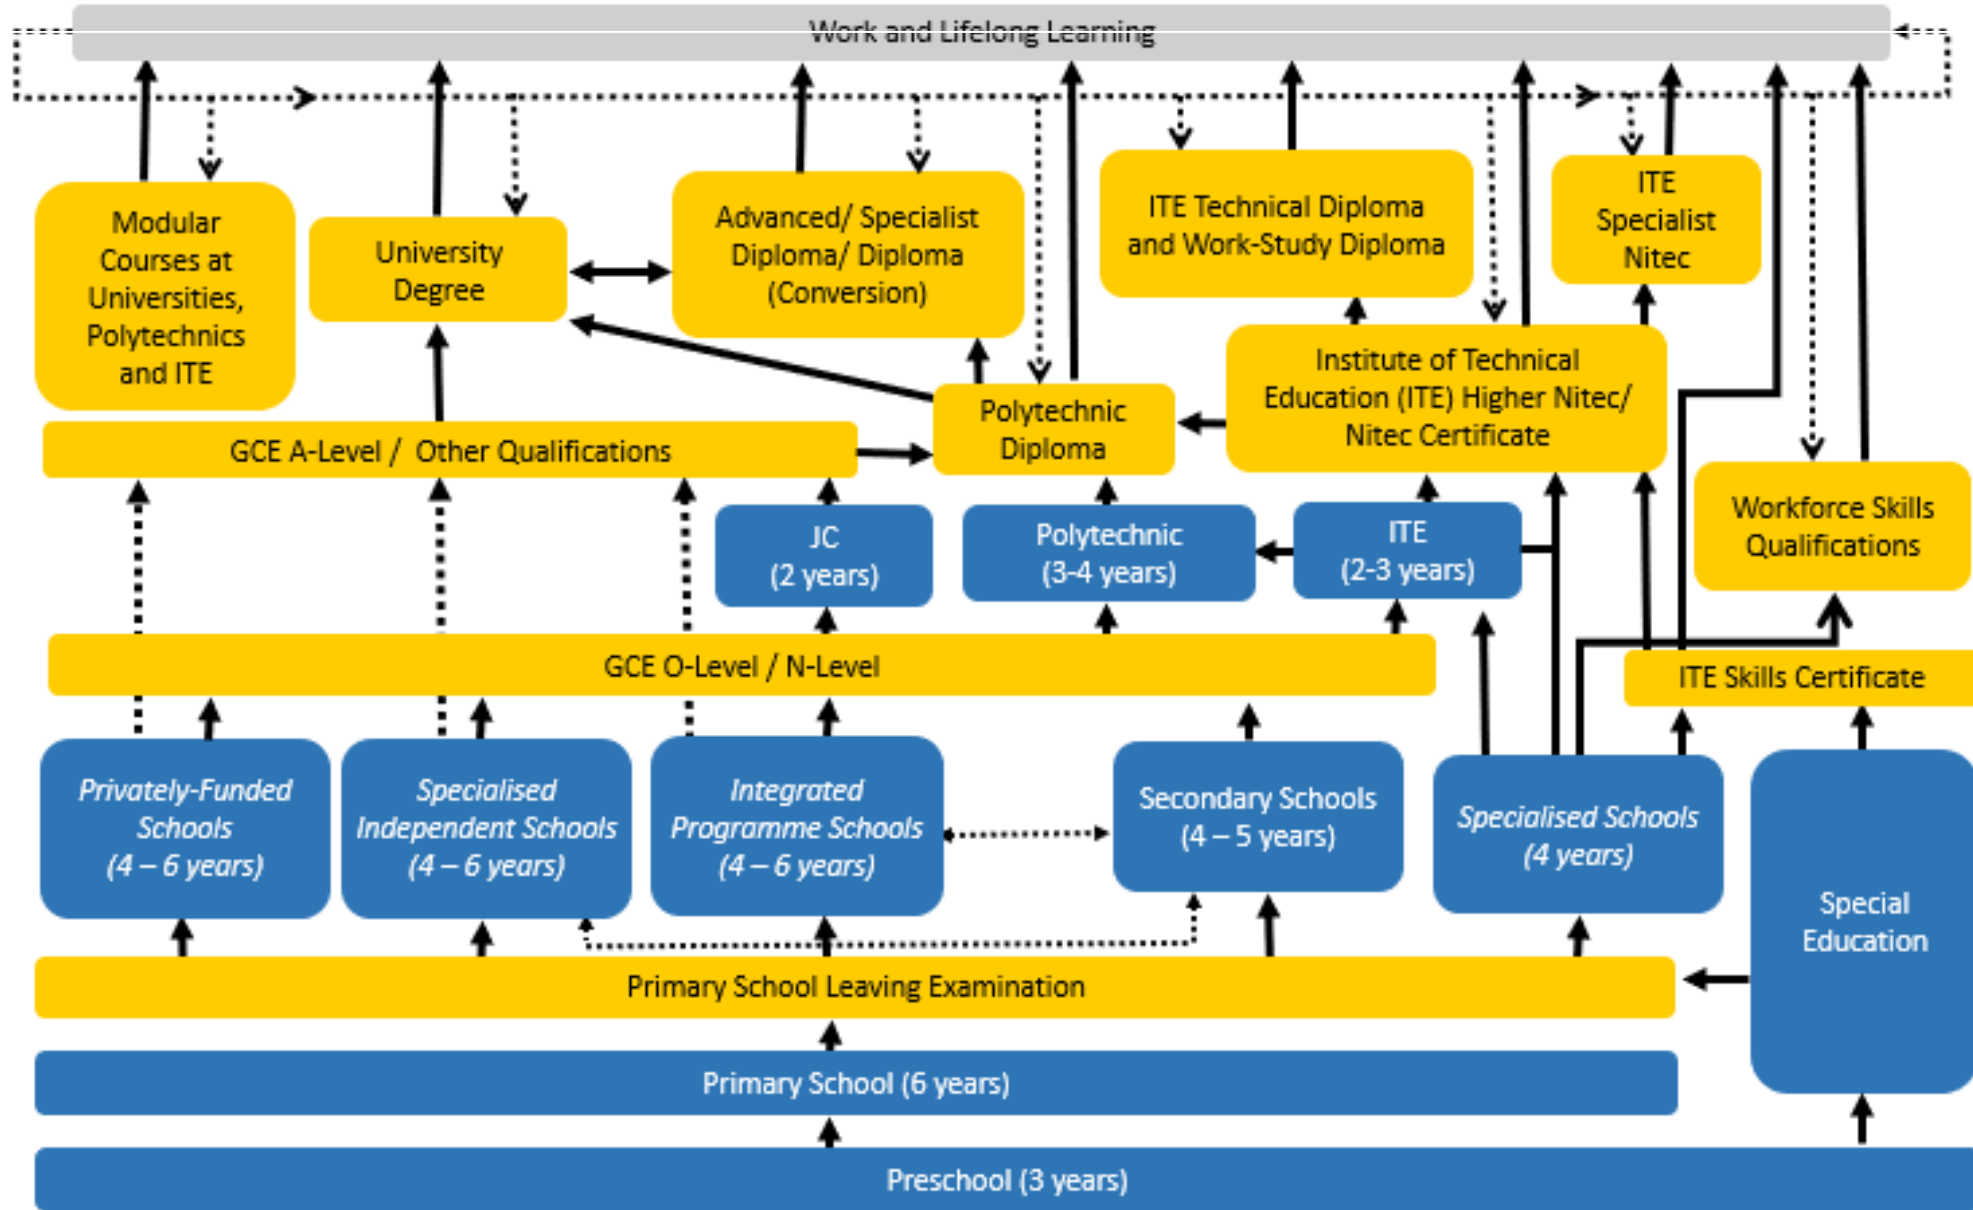 Work and Lifelong Learning
Modular
Courses at
Universities,
Polytechnics
and ITE
University
Degree
Advanced/ Specialist
Diploma/ Diploma
(Conversion)
ITE Technical Diploma
and Work-Study Diploma
ITE
Specialist
Nitec
Polytechnic
Diploma
Institute of Technical
Education (ITE) Higher Nitec/
Nitec Certificate
GCE A-Level / Other Qualifications
JC
(2 years)
Polytechnic
(3-4 years)
ITE
(2-3 years)
Workforce Skills
Qualifications
GCE O-Level / N-Level
ITE Skills Certificate
Privately-Funded
Schools
(4 – 6 years)
Specialised
Independent Schools
(4 – 6 years)
Integrated
Programme Schools
(4 – 6 years)
Secondary Schools
(4 – 5 years)
Specialised Schools
(4 years)
Special
Education
Primary School Leaving Examination
Primary School (6 years)
Preschool (3 years)